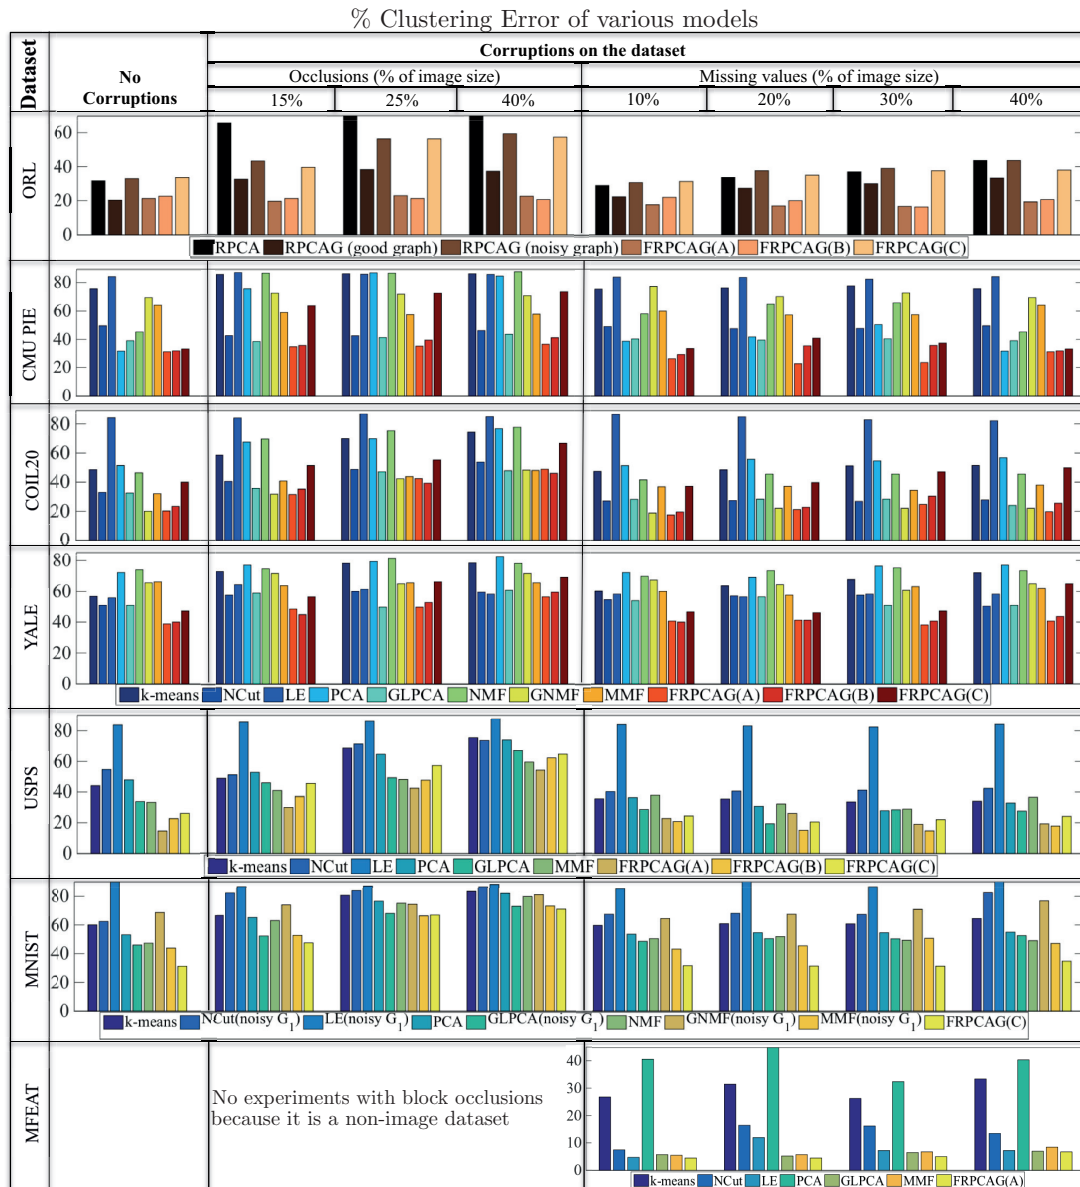 % Clustering Error of various models
Dataset
No
Corruptions
Corruptions on the dataset
Occlusions (% of image size)
Missing values (% of image size)
15%
25%
40%
10%
20%
30%
40%
ORL
60
40
20
0
RPCA RPCAG (good graph) RPCAG (noisy graph) FRPCAG(A) FRPCAG(B) FRPCAG(C)
CMU PIE
80
60
40
20
0
COIL20
80
60
40
20
0
YALE
80
60
40
20
0
k-means NCut LE PCA GLPCA NMF GNMF MMF FRPCAG(A) FRPCAG(B) FRPCAG(C)
USPS
80
60
40
20
0
k-means NCut LE PCA GLPCA MMF FRPCAG(A) FRPCAG(B) FRPCAG(C)
MNIST
80
60
40
20
0
k-means NCut(noisy G1) LE(noisy G1) PCA GLPCA(noisy G1) NMF GNMF(noisy G1) MMF(noisy G1) FRPCAG(C)
MFEAT
No experiments with block occlusions
because it is a non-image dataset
40
30
20
10
0
k-means NCut LE PCA GLPCA MMF FRPCAG(A)